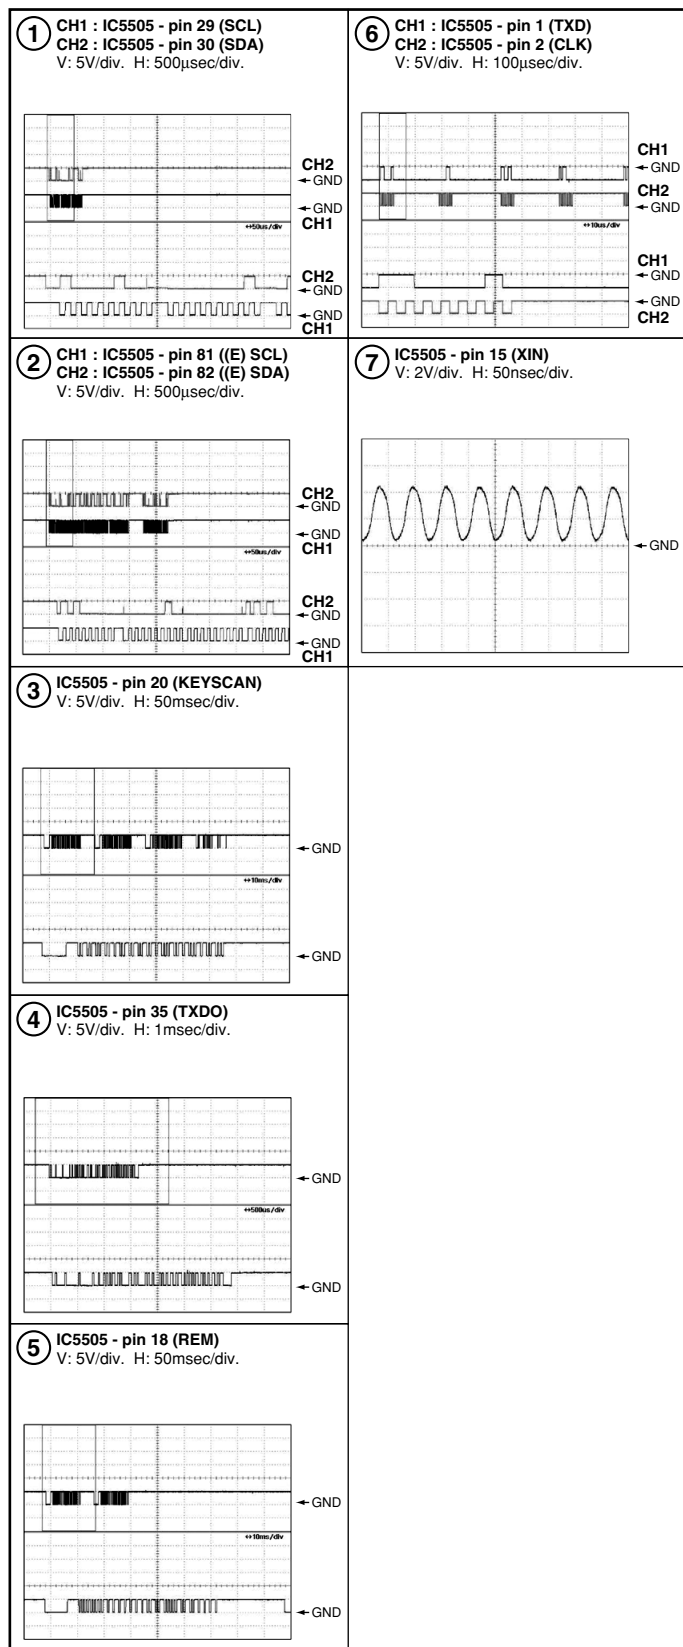 1
CH1 : IC5505 - pin 29 (SCL)
CH2 : IC5505 - pin 30 (SDA)
V: 5V/div. H: 500µsec/div.
CH2
GND
GND
CH1
↔50us/div
CH2
GND
GND
CH1
2
CH1 : IC5505 - pin 81 ((E) SCL)
CH2 : IC5505 - pin 82 ((E) SDA)
V: 5V/div. H: 500µsec/div.
CH2
GND
GND
CH1
↔50us/div
CH2
GND
GND
CH1
3
IC5505 - pin 20 (KEYSCAN)
V: 5V/div. H: 50msec/div.
GND
↔10ms/div
GND
4
IC5505 - pin 35 (TXDO)
V: 5V/div. H: 1msec/div.
GND
↔500us/div
GND
5
IC5505 - pin 18 (REM)
V: 5V/div. H: 50msec/div.
GND
↔10ms/div
GND
6
CH1 : IC5505 - pin 1 (TXD)
CH2 : IC5505 - pin 2 (CLK)
V: 5V/div. H: 100µsec/div.
CH1
GND
CH2
GND
↔10us/div
CH1
GND
GND
CH2
7
IC5505 - pin 15 (XIN)
V: 2V/div. H: 50nsec/div.
GND